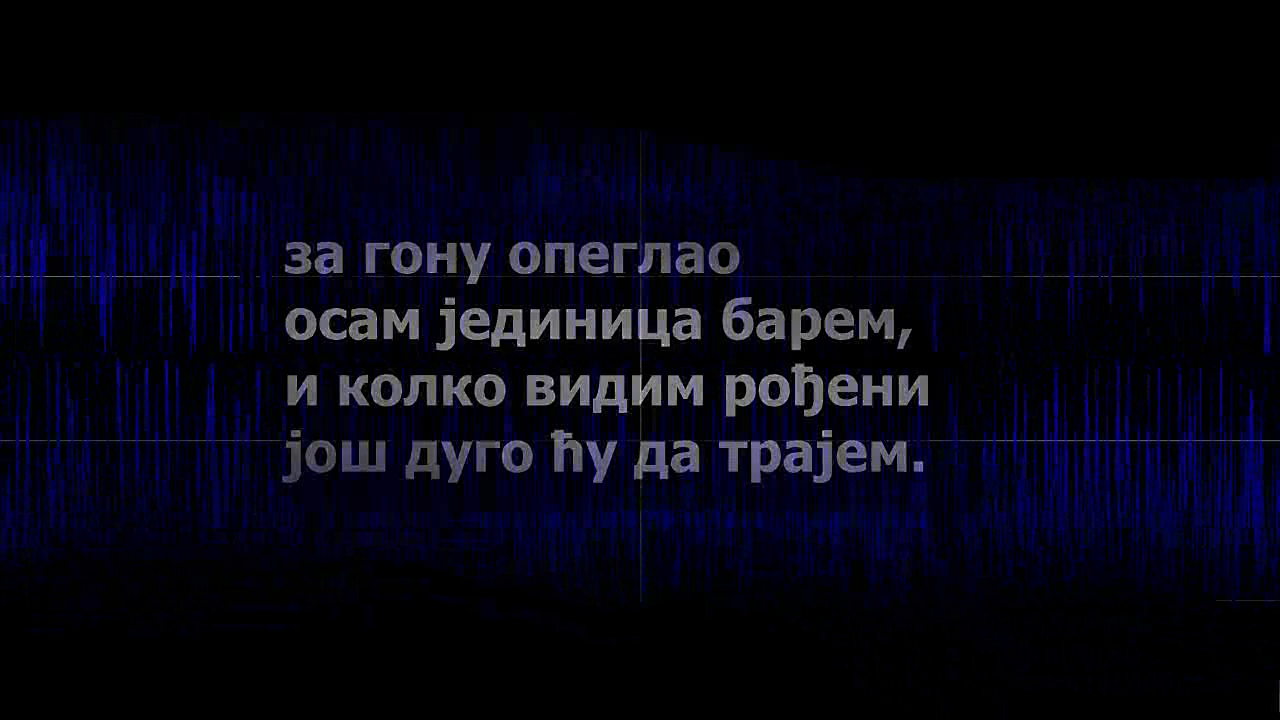 за гону опеглао
осам јединица барем,
и колко видим рођени
још дуго ћу да трајем.